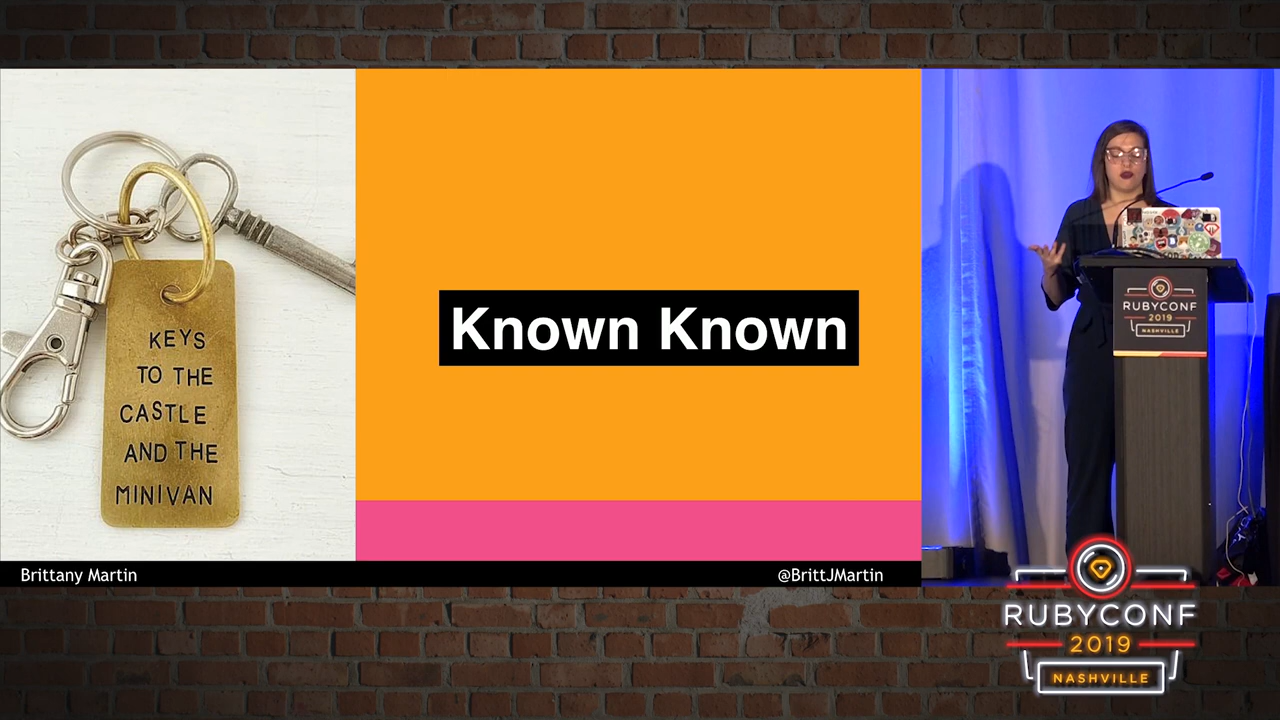 KEYS
TO THE
CASTLE
AND THE
MINIVAN
Known Known
RUBYCONF
2019
NASHVILLE
Brittany Martin
@BrittJMartin
RUBYCONF
2019
NASHVILLE